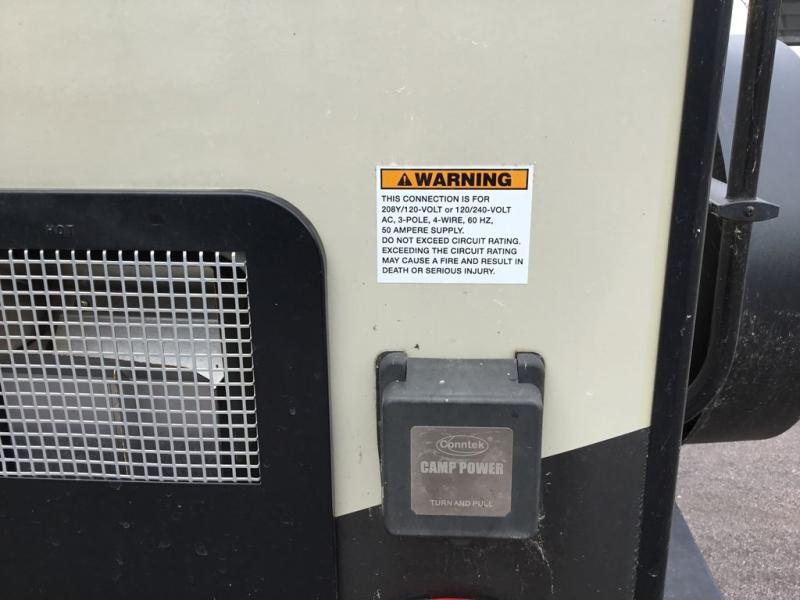 WARNING
THIS CONNECTION IS FOR
208Y/120-VOLT or 120/240-VOLT
AC, 3-POLE, 4-WIRE, 60 HZ,
50 AMPERE SUPPLY.
DO NOT EXCEED CIRCUIT RATING.
EXCEEDING THE CIRCUIT RATING
MAY CAUSE A FIRE AND RESULT IN
DEATH OR SERIOUS INJURY.
HOT
Conntek
CAMP POWER
TURN AND PULL